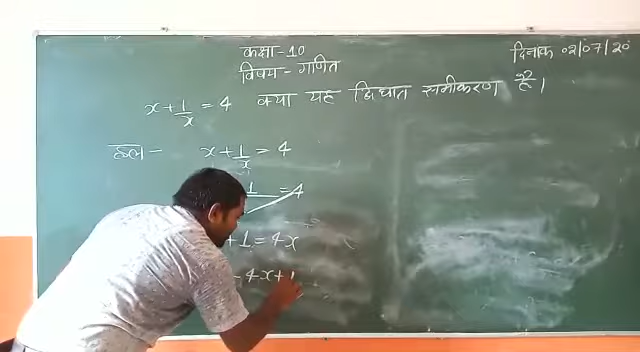 कक्षा-10
विषय - गणित
दिनाक 02/07/20
x + 1/x = 4 क्या यह द्विघात समीकरण है।
हल - x + 1/x = 4
1 = 4
+ 1 = 4x
- 4x + 1